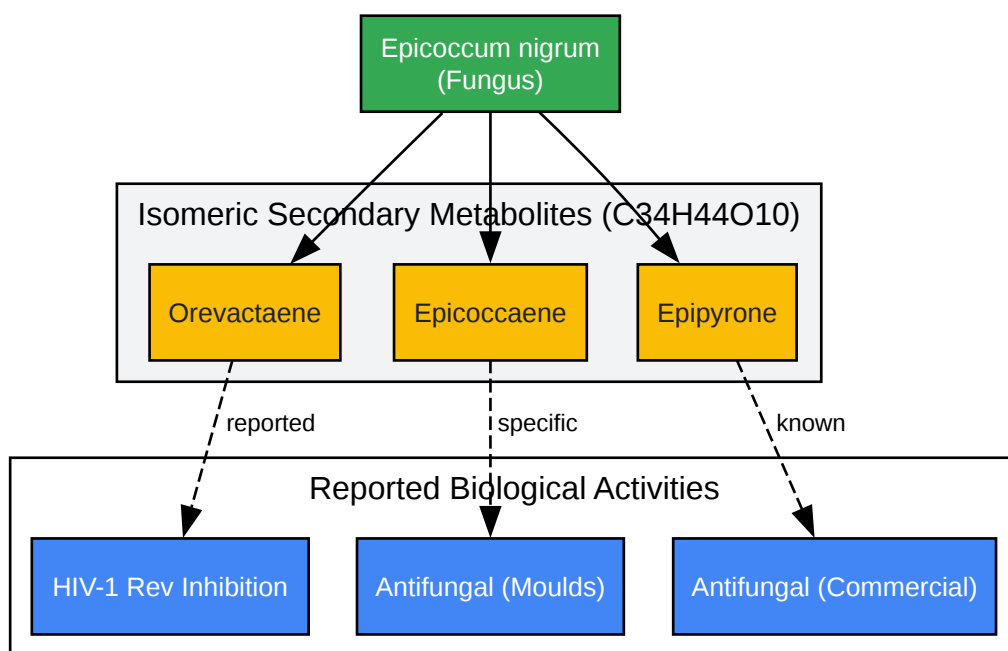 Epicoccum nigrum
(Fungus)
Isomeric Secondary Metabolites (C34H44O10)
Orevactaene
Epicoccaene
Epipyrone
reported
specific
known
Reported Biological Activities
HIV-1 Rev Inhibition
Antifungal (Moulds)
Antifungal (Commercial)